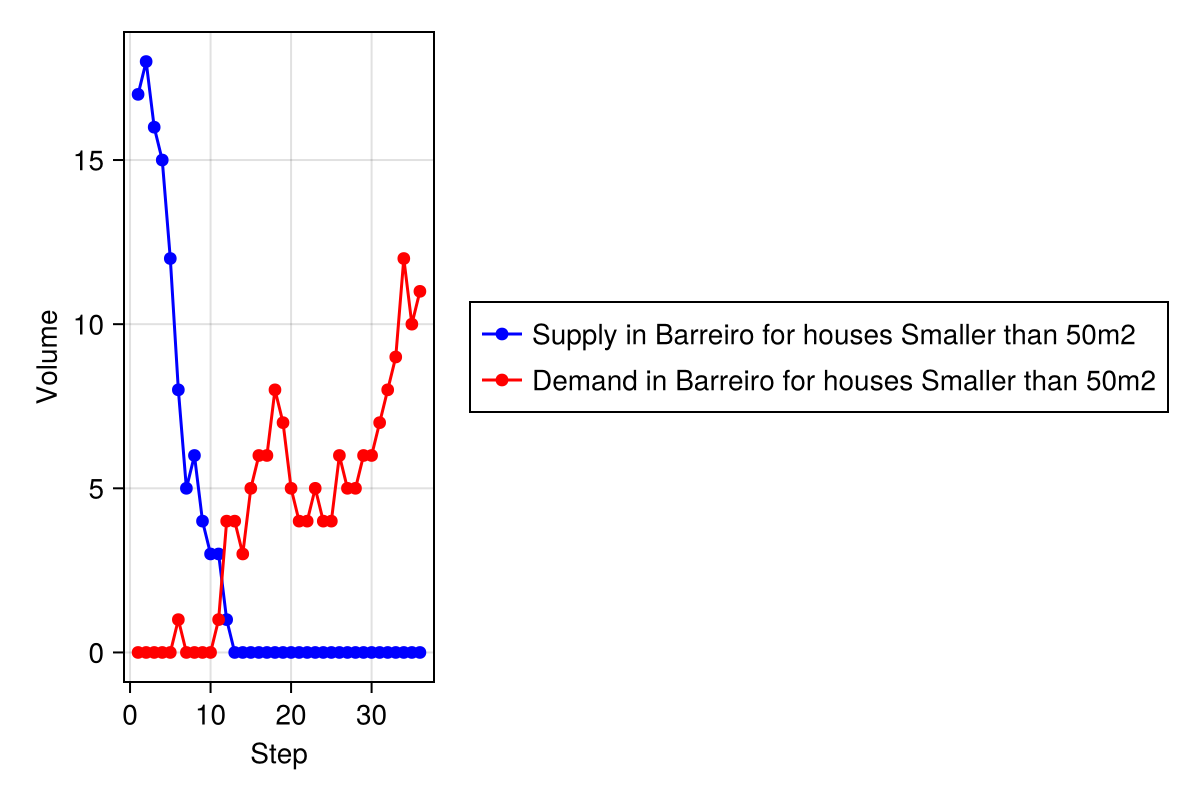 Volume
15
10
5
0
0 10 20 30
Step
Supply in Barreiro for houses Smaller than 50m2
Demand in Barreiro for houses Smaller than 50m2